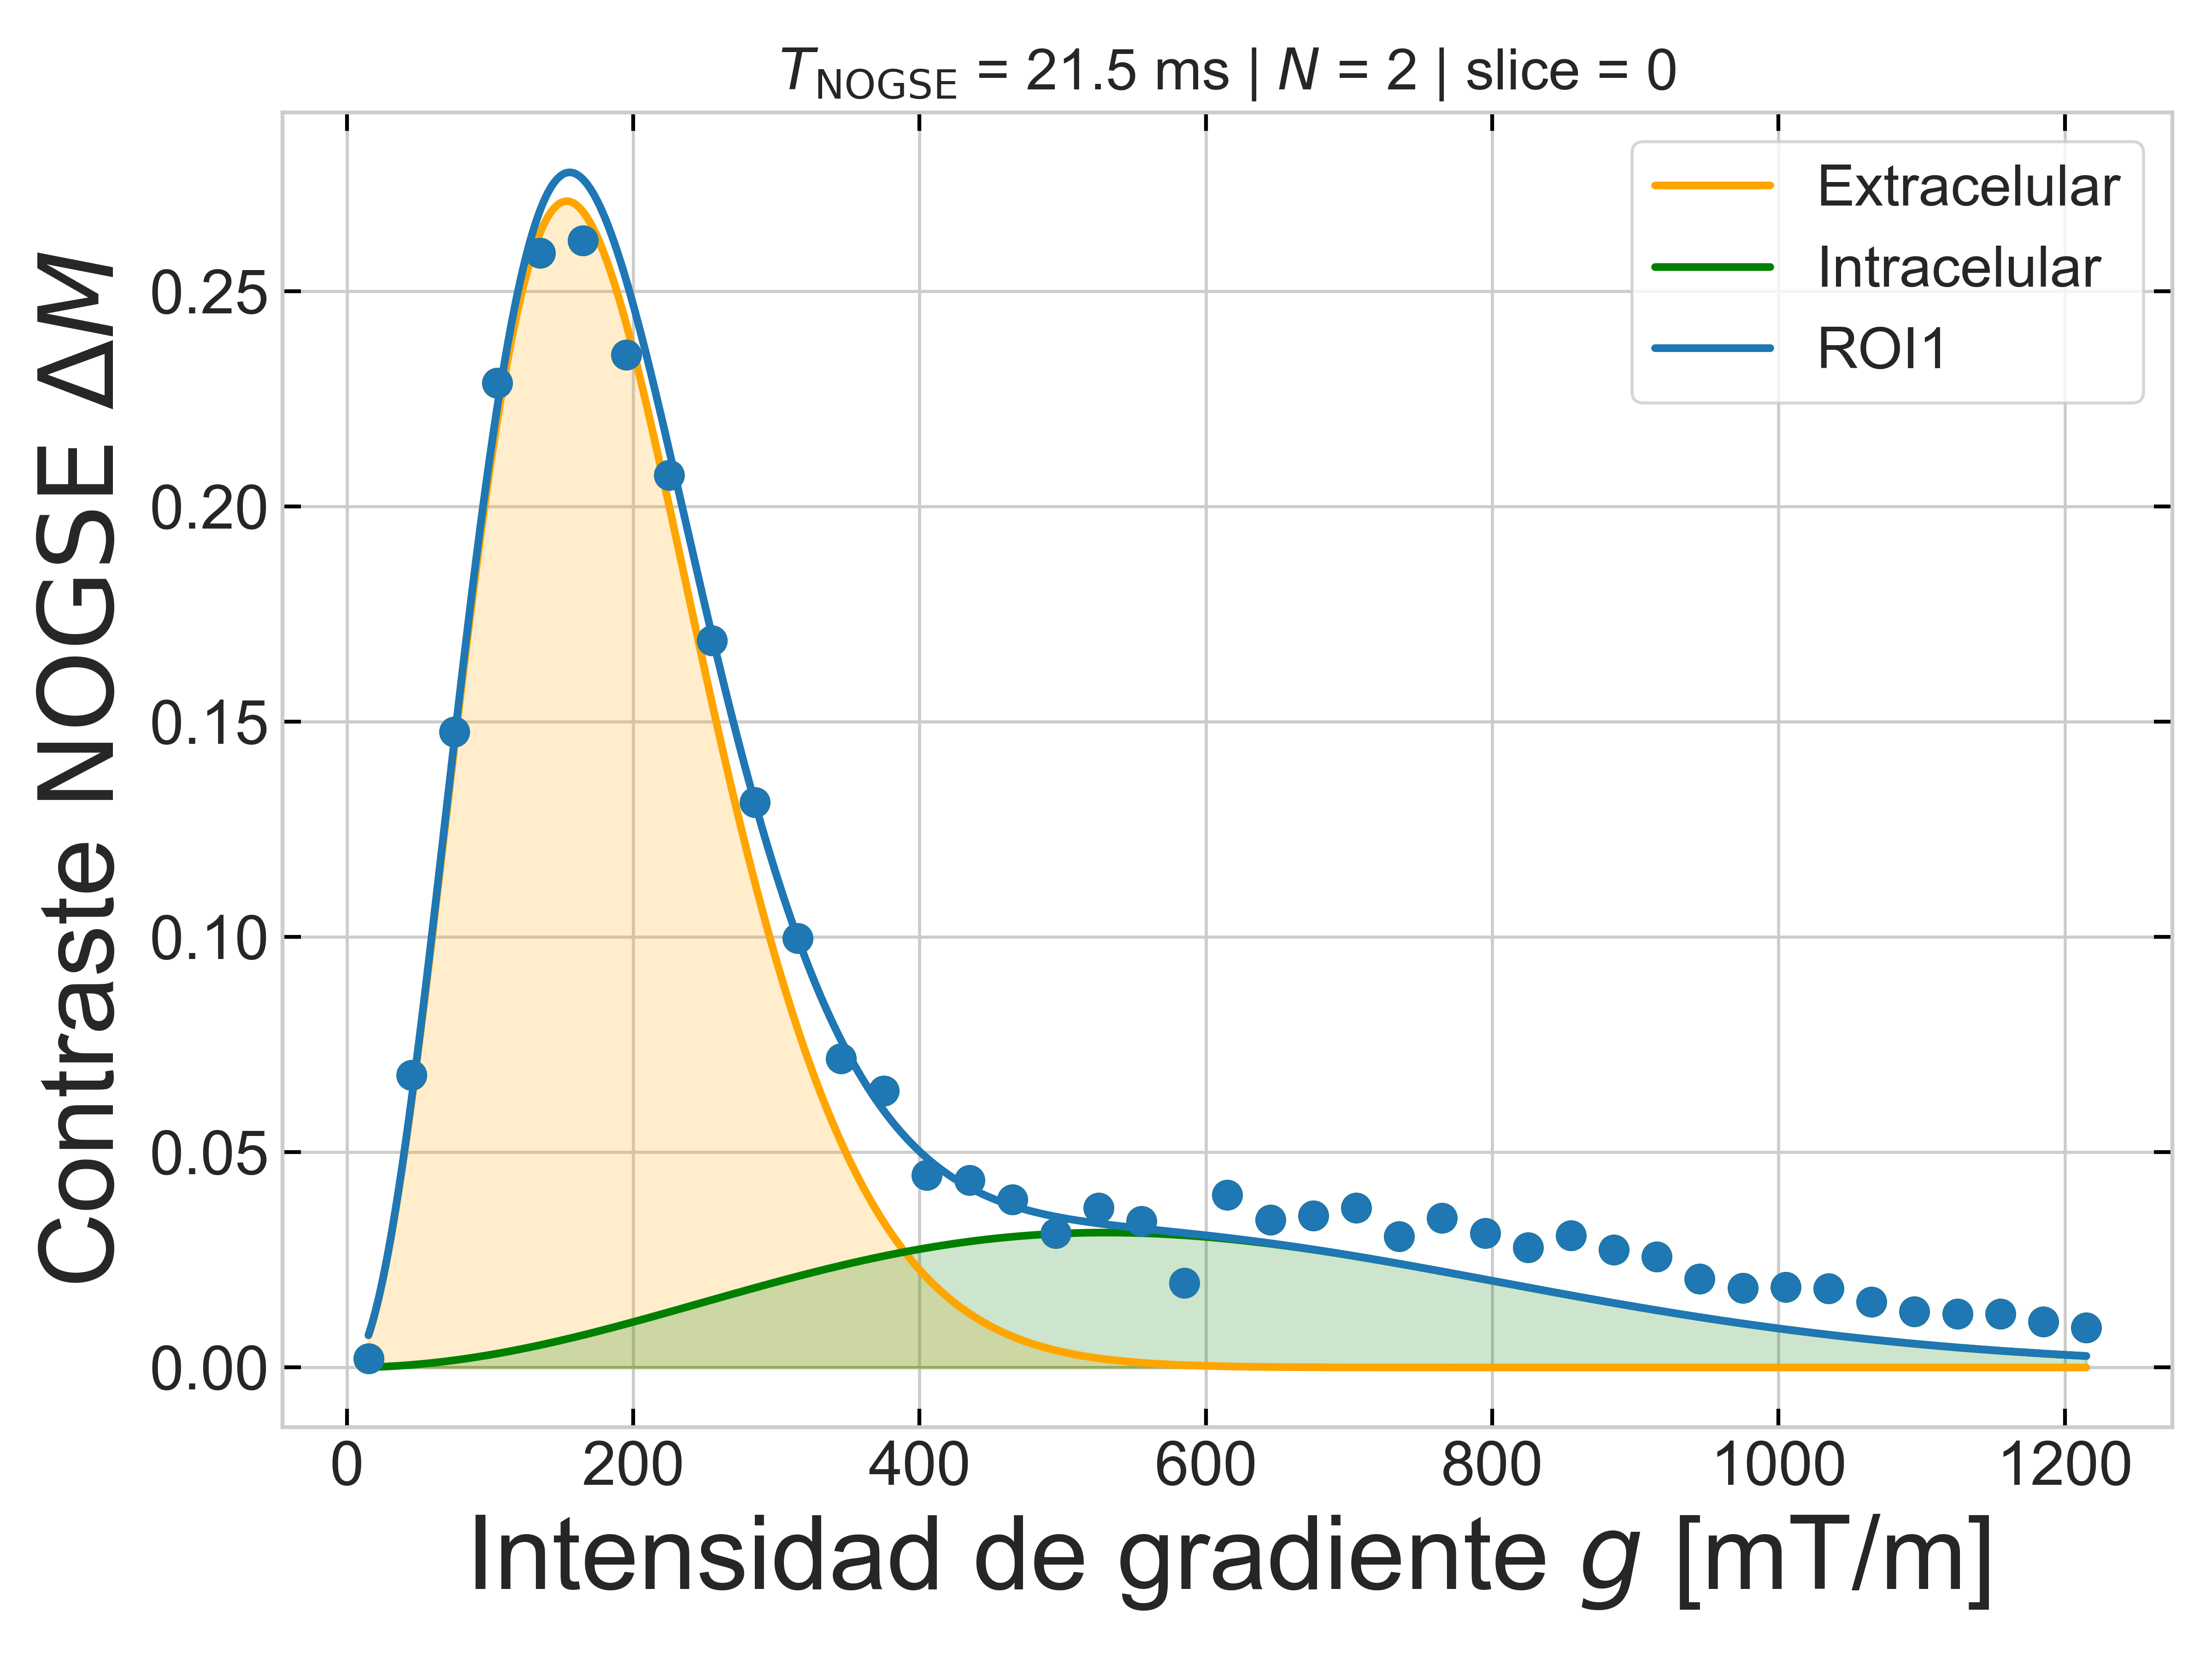 T_NOGSE = 21.5 ms | N = 2 | slice = 0
Extracelular
Intracelular
ROI1
Contraste NOGSE ΔM
0.25
0.20
0.15
0.10
0.05
0.00
0 200 400 600 800 1000 1200
Intensidad de gradiente g [mT/m]